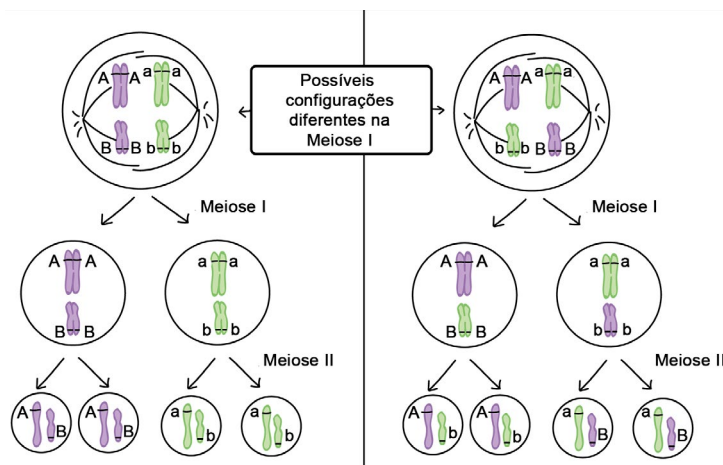 A A a a
B B b b
Possíveis
configurações
diferentes na
Meiose I
A A a a
b b B B
Meiose I
A A a a
B B b b
Meiose II
A B A B a b a b
Meiose I
A A a a
B B b b
Meiose II
A b A b a B a B